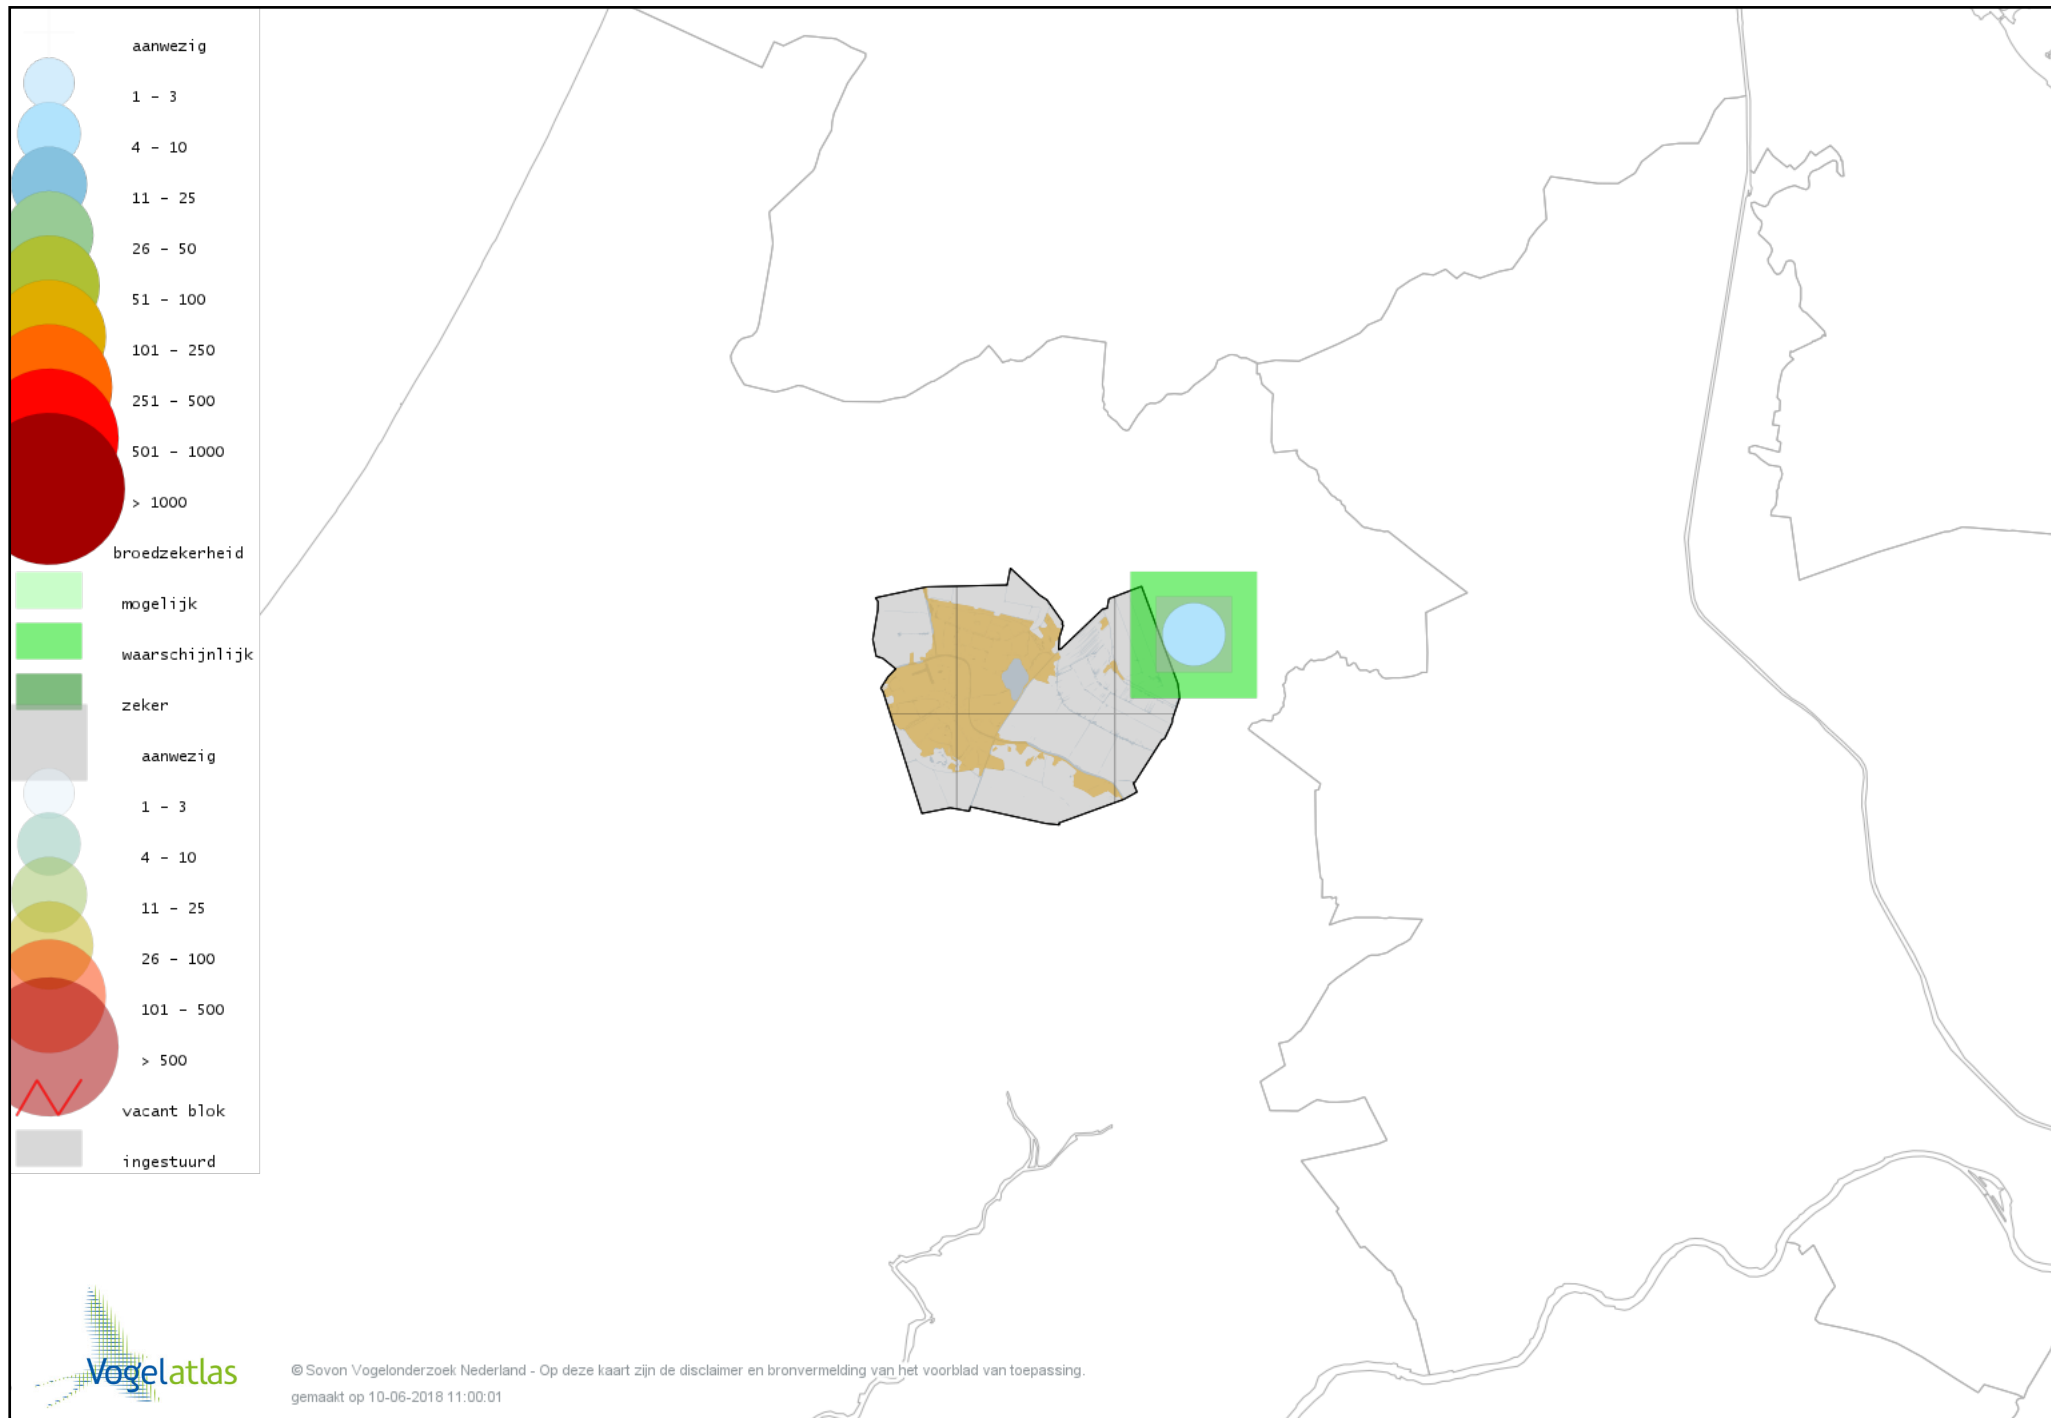 aanwezig
1 - 3
4 - 10
11 - 25
26 - 50
51 - 100
101 - 250
251 - 500
501 - 1000
> 1000
broedzekerheid
mogelijk
waarschijnlijk
zeker
aanwezig
1 - 3
4 - 10
11 - 25
26 - 100
101 - 500
> 500
vacant blok
ingestuurd
Vogelatlas
© Sovon Vogelonderzoek Nederland - Op deze kaart zijn de disclaimer en bronvermelding van het voorblad van toepassing.
gemaakt op 10-06-2018 11:00:01